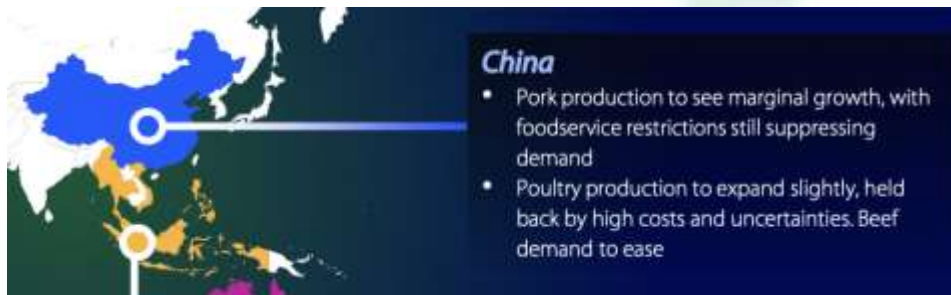 China
• Pork production to see marginal growth, with
foodservice restrictions still suppressing
demand
• Poultry production to expand slightly, held
back by high costs and uncertainties. Beef
demand to ease